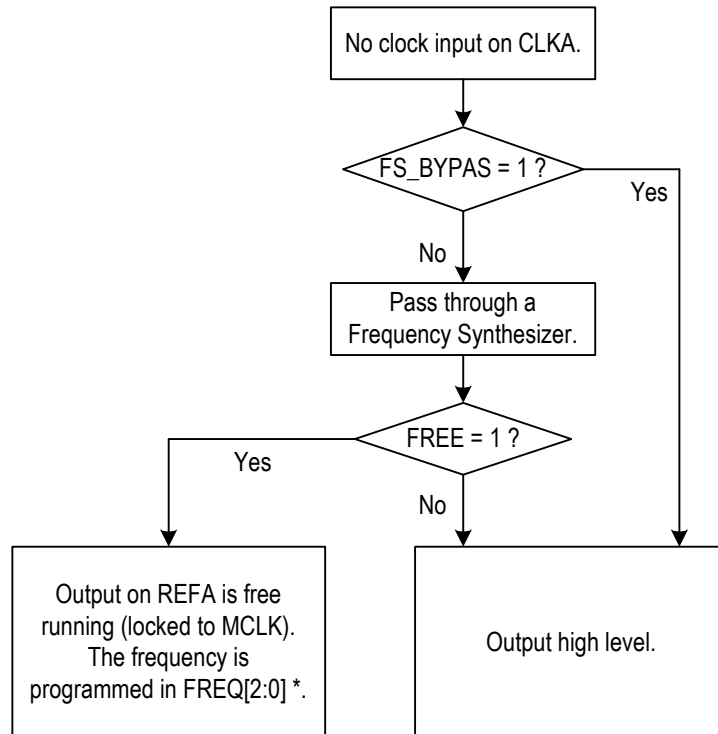 No clock input on CLKA.
FS_BYPAS = 1 ?
Yes
No
Pass through a
Frequency Synthesizer.
FREE = 1 ?
Yes
No
Output on REFA is free
running (locked to MCLK).
The frequency is
programmed in FREQ[2:0] *.
Output high level.